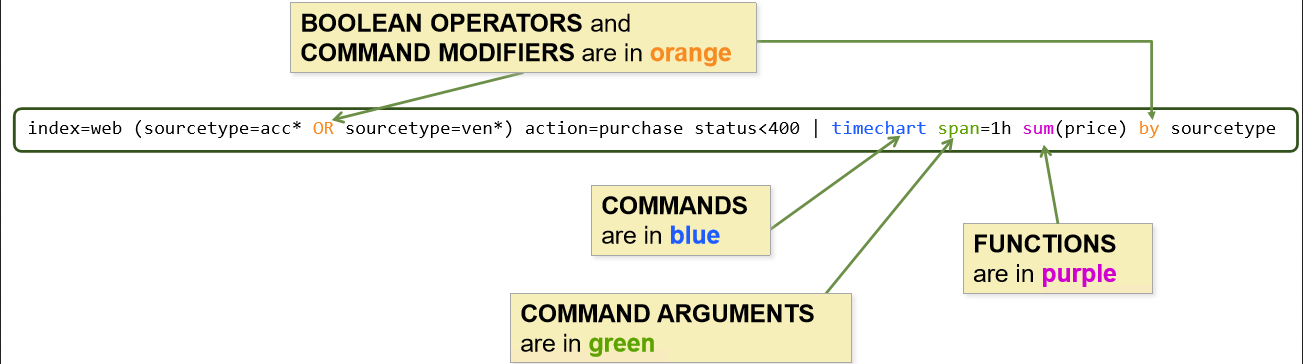 BOOLEAN OPERATORS and
COMMAND MODIFIERS are in orange
index=web (sourcetype=acc* OR sourcetype=ven*) action=purchase status<400 | timechart span=1h sum(price) by sourcetype
COMMANDS
are in blue
FUNCTIONS
are in purple
COMMAND ARGUMENTS
are in green